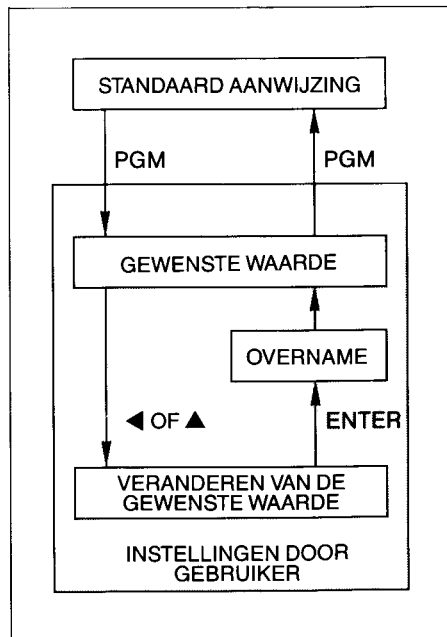 STANDAARD AANWIJZING
PGM
PGM
GEWENSTE WAARDE
OVERNAME
◀ OF ▲
ENTER
VERANDEREN VAN DE
GEWENSTE WAARDE
INSTELLINGEN DOOR
GEBRUIKER